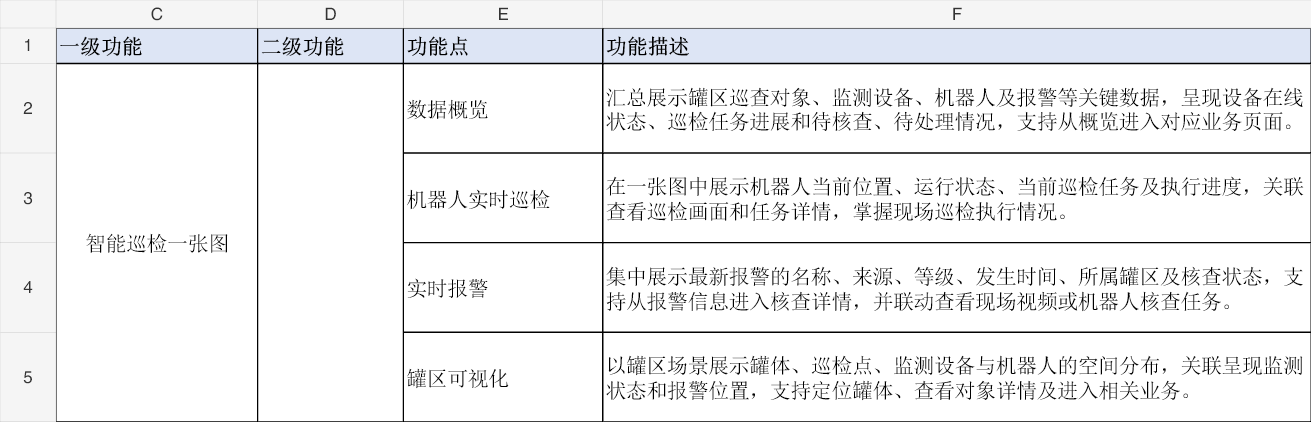 C D E F
1 一级功能 二级功能 功能点 功能描述
2 数据概览 汇总展示罐区巡查对象、监测设备、机器人及报警等关键数据，呈现设备在线
状态、巡检任务进展和待核查、待处理情况，支持从概览进入对应业务页面。
3 机器人实时巡检 在一张图中展示机器人当前位置、运行状态、当前巡检任务及执行进度，关联
查看巡检画面和任务详情，掌握现场巡检执行情况。
智能巡检一张图
4 实时报警 集中展示最新报警的名称、来源、等级、发生时间、所属罐区及核查状态，支
持从报警信息进入核查详情，并联动查看现场视频或机器人核查任务。
5 罐区可视化 以罐区场景展示罐体、巡检点、监测设备与机器人的空间分布，关联呈现监测
状态和报警位置，支持定位罐体、查看对象详情及进入相关业务。